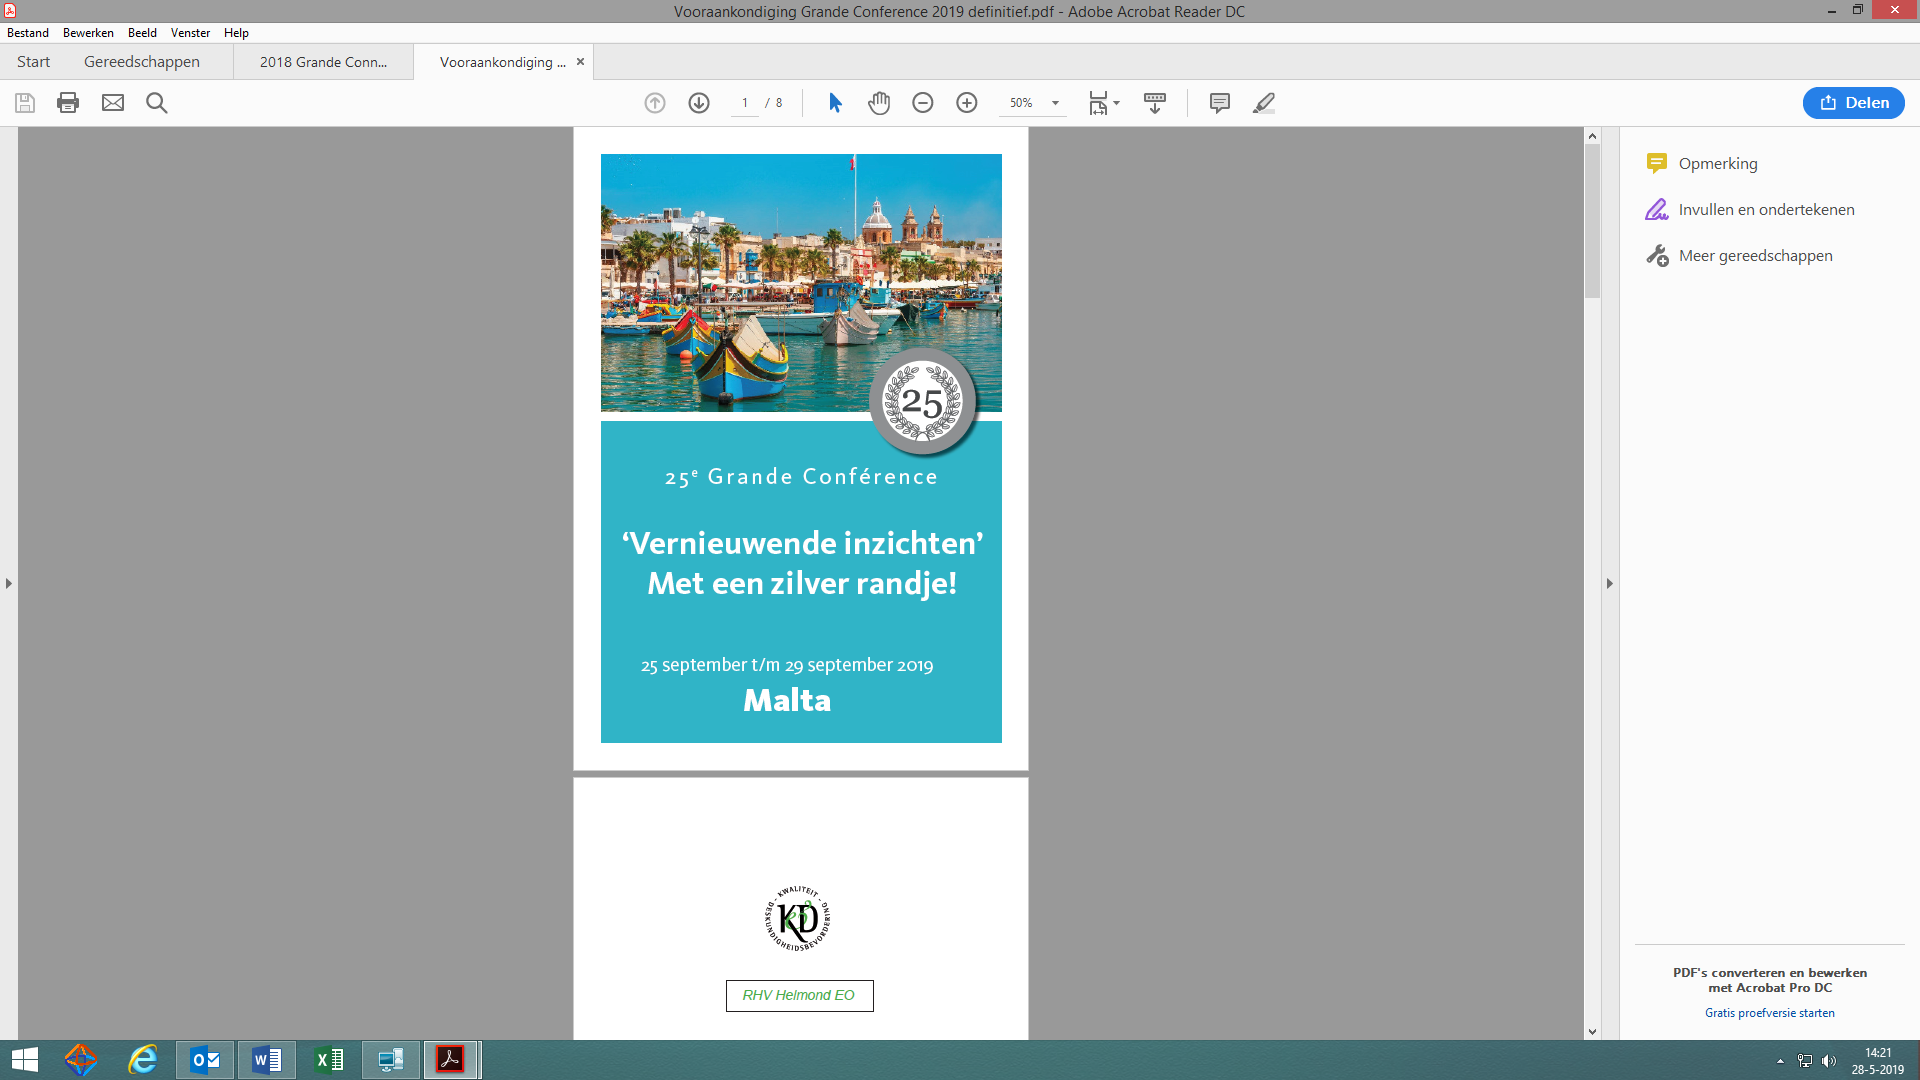 Vooraankondiging Grande Conference 2019 definitief.pdf - Adobe Acrobat Reader DC
Bestand Bewerken Beeld Venster Help
Start Gereedschappen 2018 Grande Conn... Vooraankondiging ... ×
1 / 8 50% Delen
Opmerking
Invullen en ondertekenen
Meer gereedschappen
25
25e Grande Conférence
‘Vernieuwende inzichten’
Met een zilver randje!
25 september t/m 29 september 2019
Malta
KWALITEIT - DESKUNDIGHEIDSBEVORDERING -
KD
RHV Helmond EO
PDF's converteren en bewerken
met Acrobat Pro DC
Gratis proefversie starten
14:21
28-5-2019